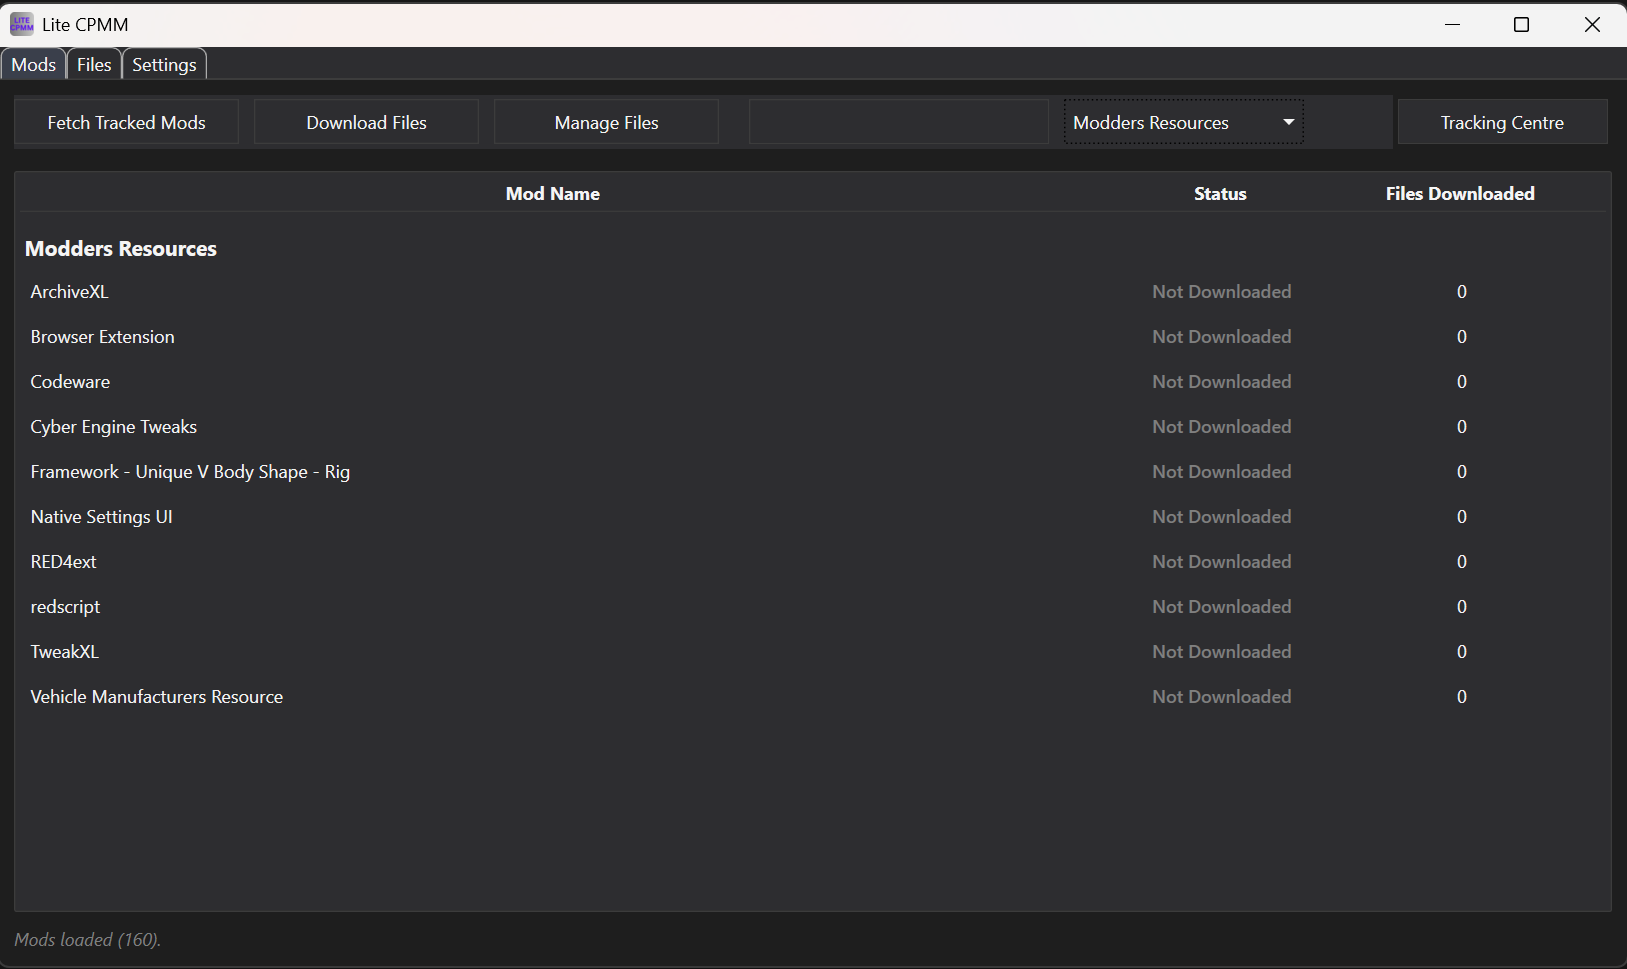 LITE CPMM Lite CPMM
Mods Files Settings
Fetch Tracked Mods Download Files Manage Files Modders Resources Tracking Centre
Mod Name Status Files Downloaded
Modders Resources
ArchiveXL Not Downloaded 0
Browser Extension Not Downloaded 0
Codeware Not Downloaded 0
Cyber Engine Tweaks Not Downloaded 0
Framework - Unique V Body Shape - Rig Not Downloaded 0
Native Settings UI Not Downloaded 0
RED4ext Not Downloaded 0
redscript Not Downloaded 0
TweakXL Not Downloaded 0
Vehicle Manufacturers Resource Not Downloaded 0
Mods loaded (160).